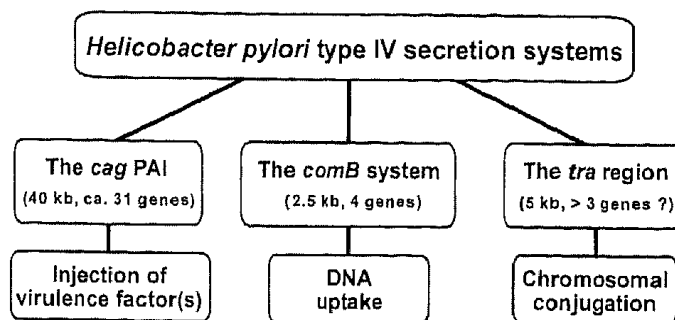 Helicobacter pylori type IV secretion systems
The cag PAI
(40 kb, ca. 31 genes)
The comB system
(2.5 kb, 4 genes)
The tra region
(5 kb, > 3 genes ?)
Injection of
virulence factor(s)
DNA
uptake
Chromosomal
conjugation